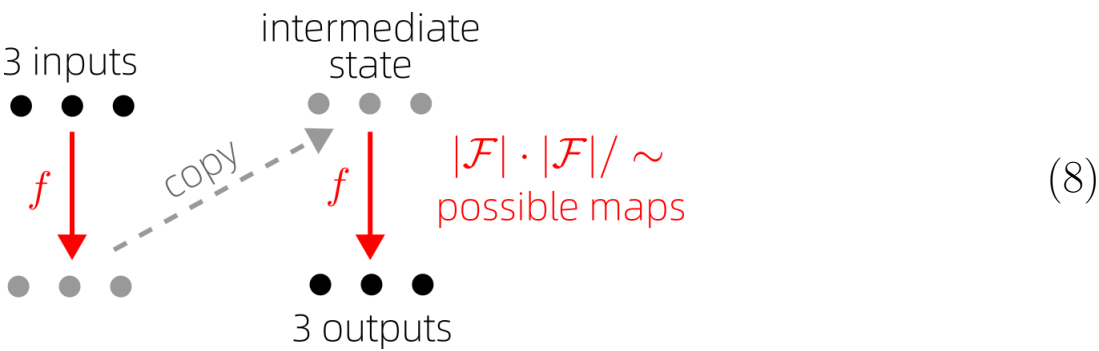 3 inputs
intermediate
state
f
copy
f
|ℱ| · |ℱ|/ ∼
possible maps
(8)
3 outputs